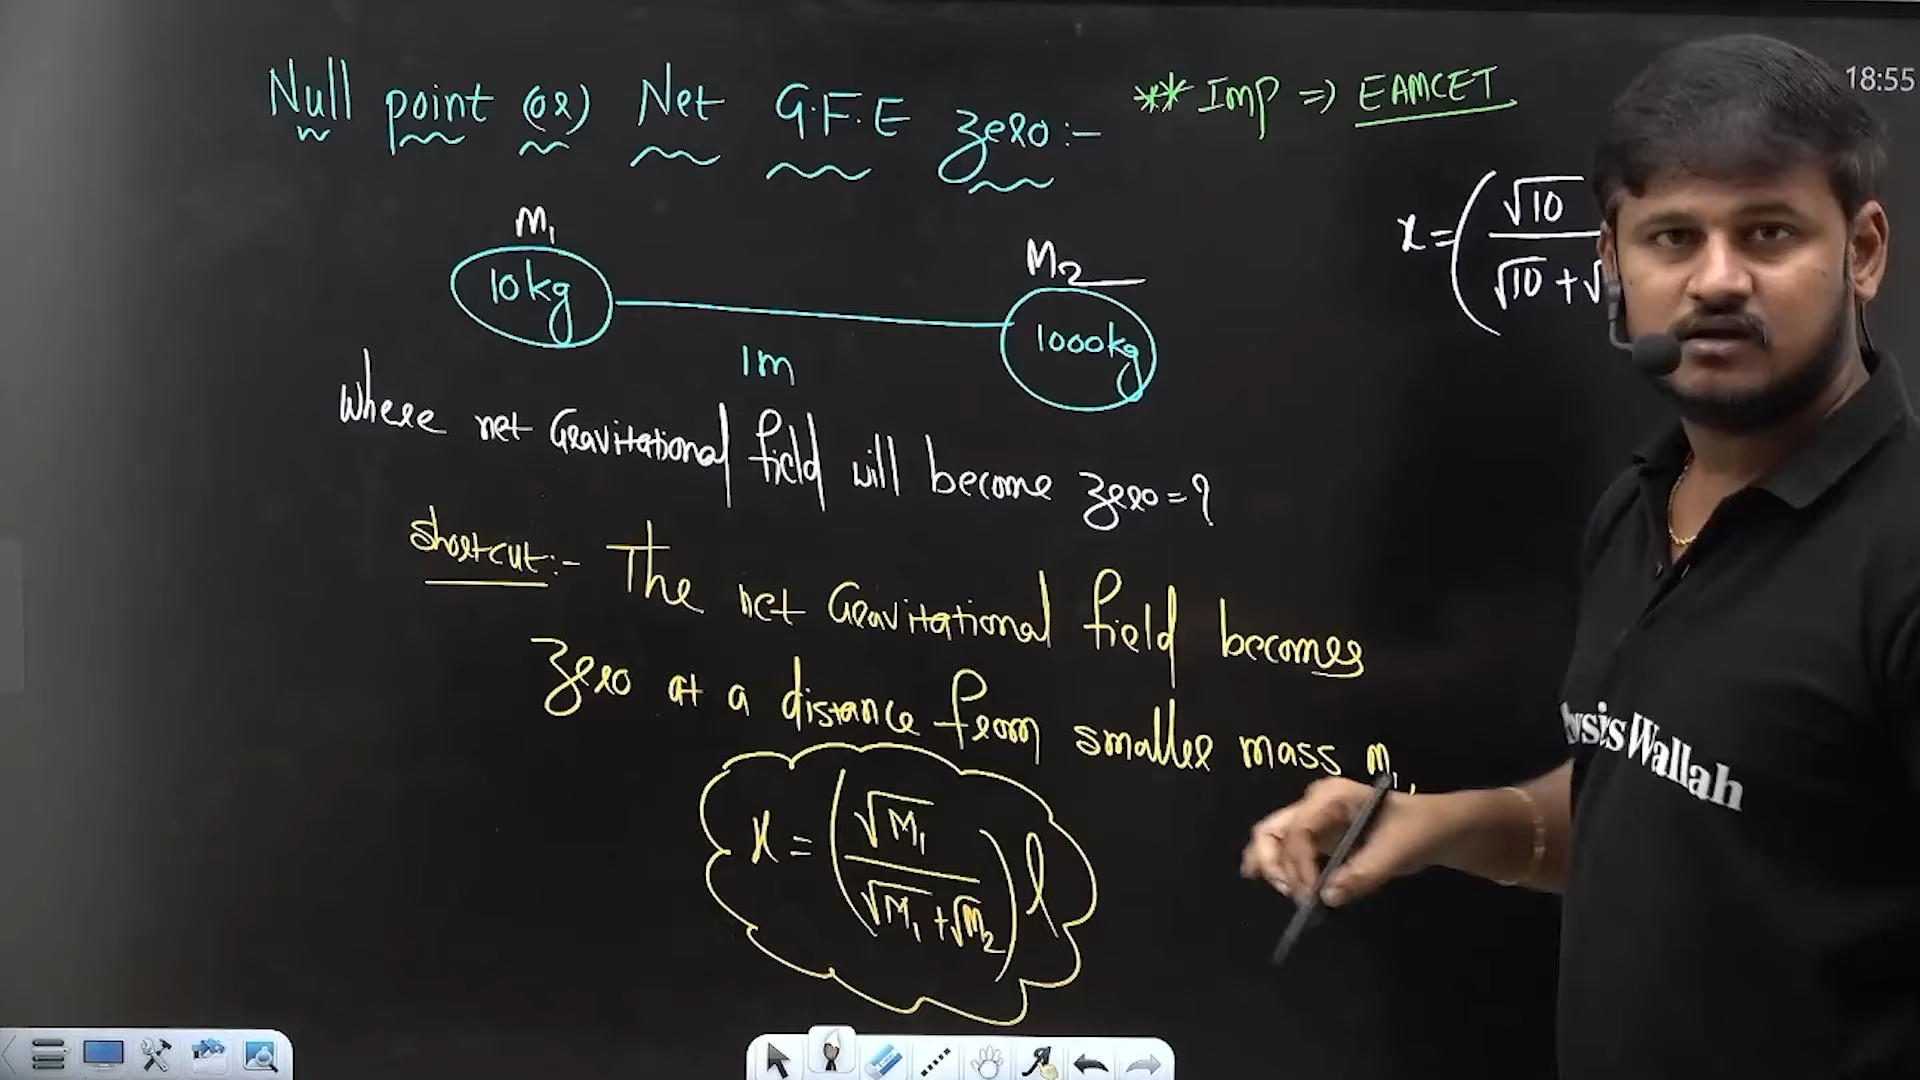 Null point (or) Net G.F.E zero:-
** Imp => EAMCET
18:55
M₁
10kg
M₂
1000kg
1m
x=(√10/√10+√
Where net Gravitational field will become zero=?
shortcut:- The net Gravitational field becomes
zero at a distance from smaller mass M₁,
x = (√M₁/√M₁+√M₂) l
ysicsWallah